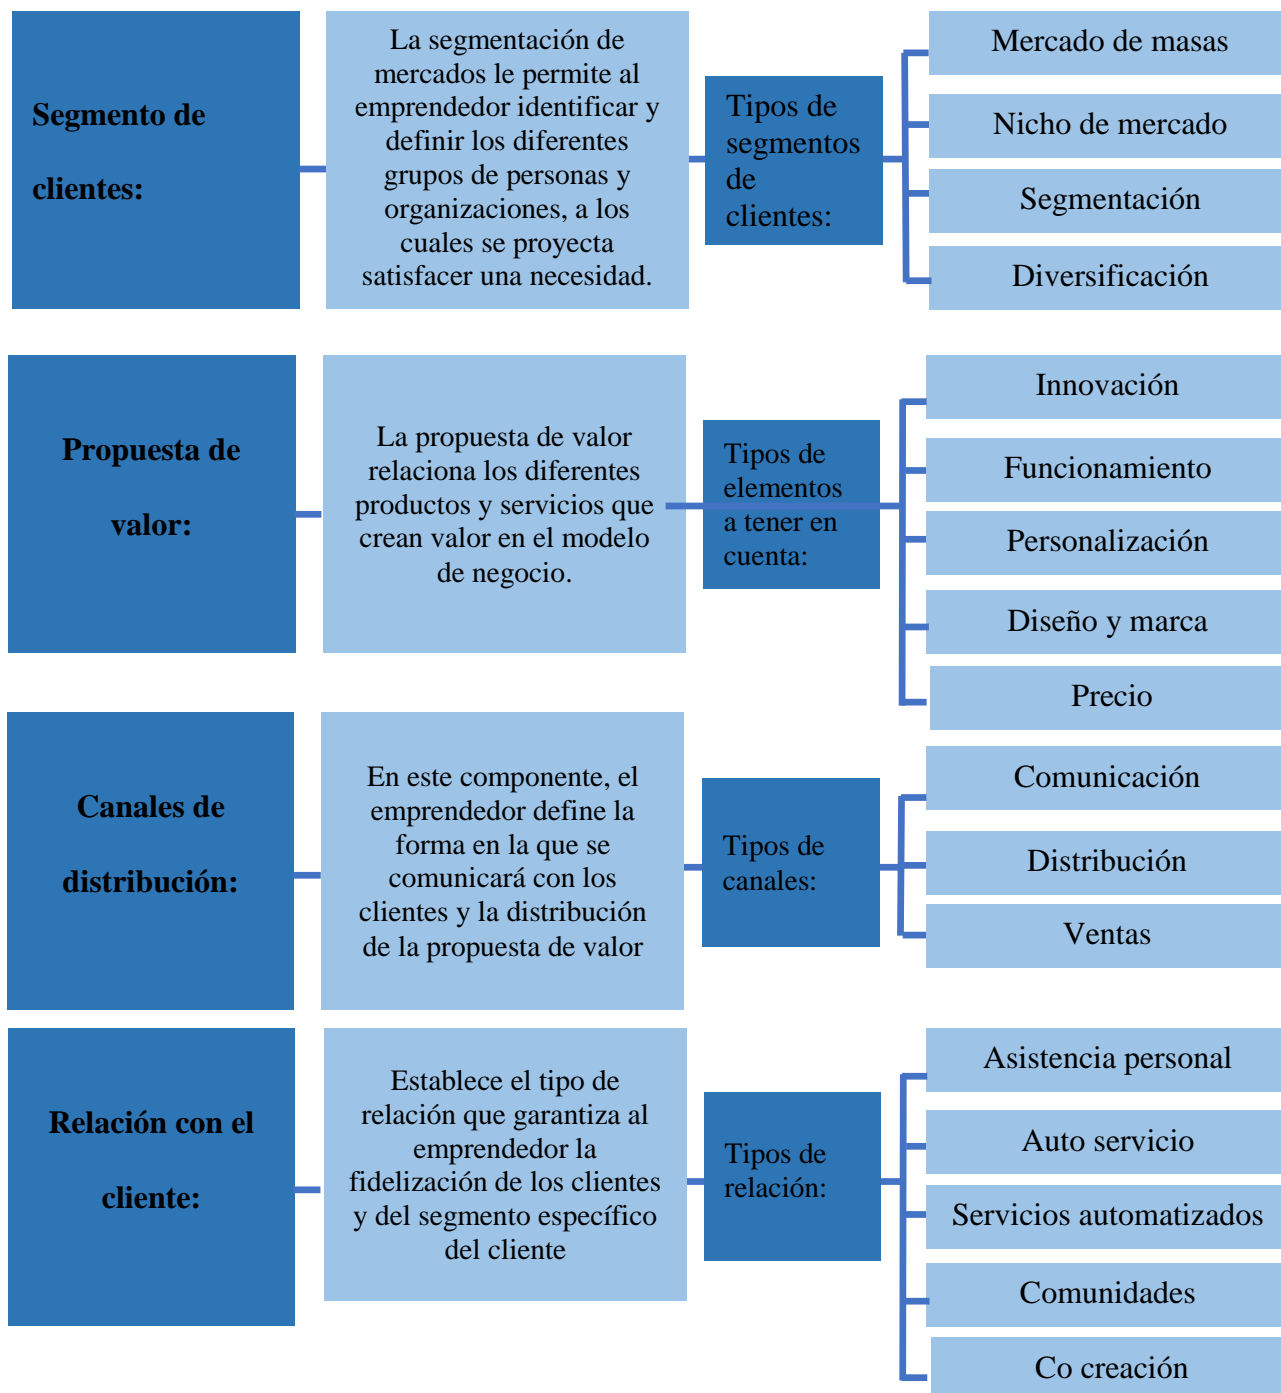 Segmento de
clientes:
La segmentación de
mercados le permite al
emprendedor identificar y
definir los diferentes
grupos de personas y
organizaciones, a los
cuales se proyecta
satisfacer una necesidad.
Tipos de
segmentos
de
clientes:
Mercado de masas
Nicho de mercado
Segmentación
Diversificación
Propuesta de
valor:
La propuesta de valor
relaciona los diferentes
productos y servicios que
crean valor en el modelo
de negocio.
Tipos de
elementos
a tener en
cuenta:
Innovación
Funcionamiento
Personalización
Diseño y marca
Precio
Canales de
distribución:
En este componente, el
emprendedor define la
forma en la que se
comunicará con los
clientes y la distribución
de la propuesta de valor
Tipos de
canales:
Comunicación
Distribución
Ventas
Relación con el
cliente:
Establece el tipo de
relación que garantiza al
emprendedor la
fidelización de los clientes
y del segmento específico
del cliente
Tipos de
relación:
Asistencia personal
Auto servicio
Servicios automatizados
Comunidades
Co creación